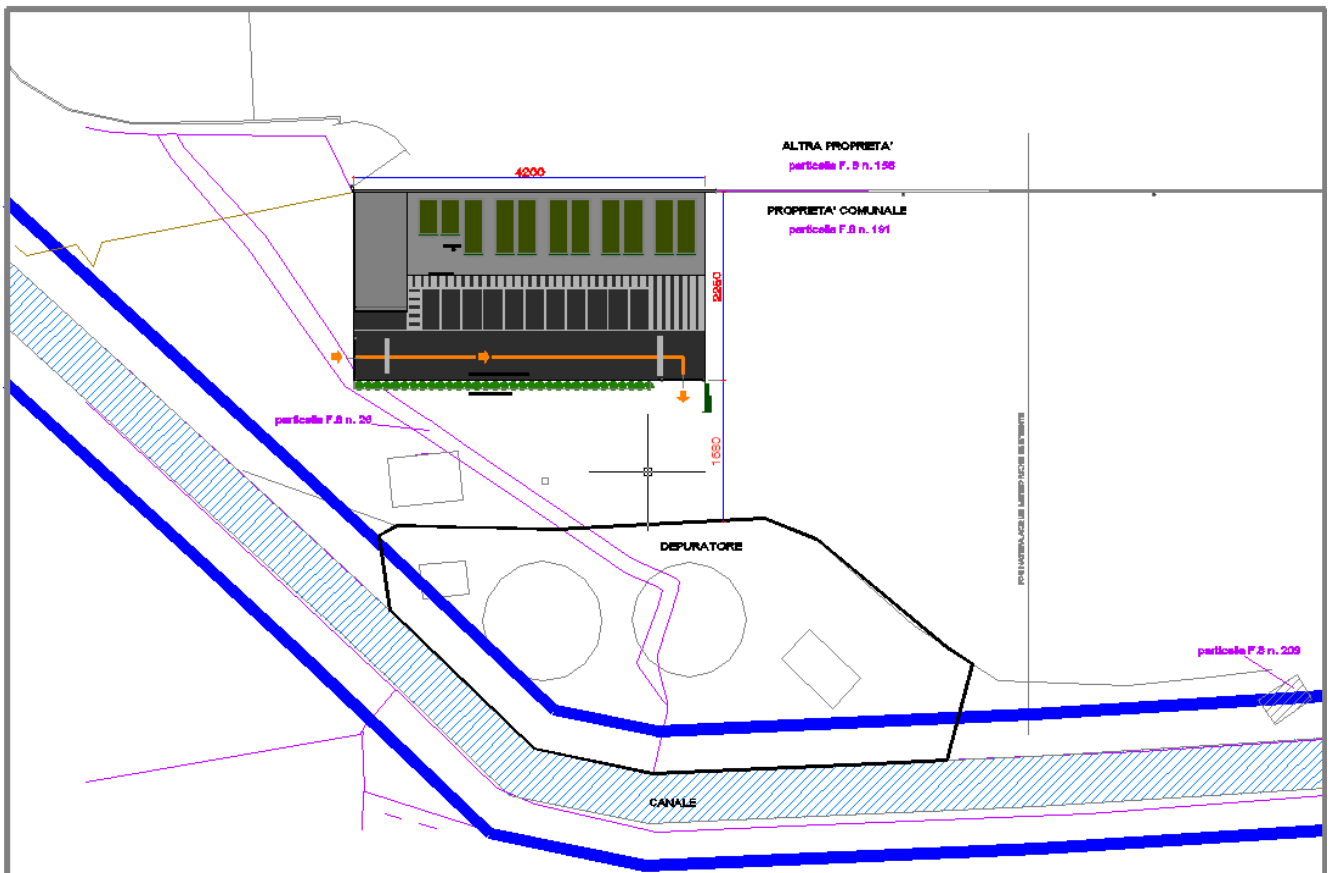 ALTRA PROPRIETA'
particella F. 8 n. 156
4200
PROPRIETA' COMUNALE
particella F.8 n. 191
2250
particella F.8 n. 26
1680
DEPURATORE
particella F.8 n. 209
CANALE